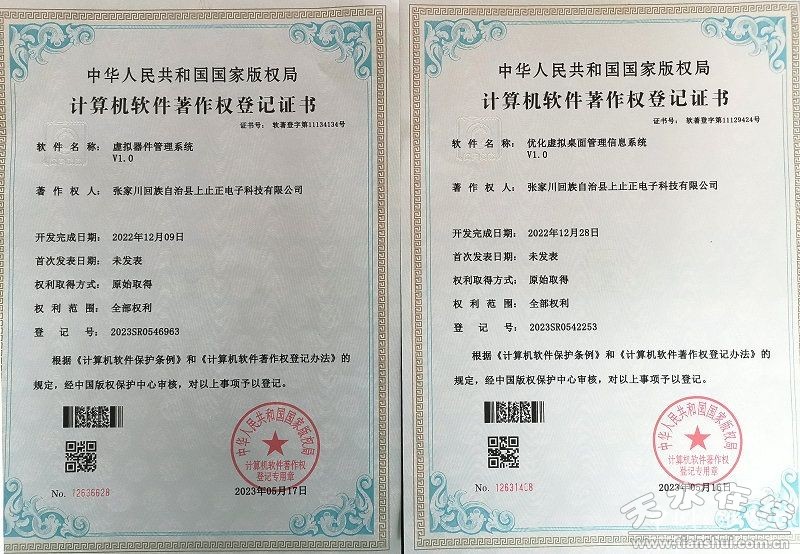 中华人民共和国国家版权局
计算机软件著作权登记证书
证书号： 软著登字第11134134号
软件名称： 虚拟器件管理系统
V1.0
著作权人： 张家川回族自治县上止正电子科技有限公司
开发完成日期： 2022年12月09日
首次发表日期： 未发表
权利取得方式： 原始取得
权利范围： 全部权利
登记号： 2023SR0546963
根据《计算机软件保护条例》和《计算机软件著作权登记办法》的
规定，经中国版权保护中心审核，对以上事项予以登记。
中华人民共和国国家版权局
计算机软件著作权
登记专用章
No. 12636628
2023年05月17日
中华人民共和国国家版权局
计算机软件著作权登记证书
证书号： 软著登字第11129424号
软件名称： 优化虚拟桌面管理信息系统
V1.0
著作权人： 张家川回族自治县上止正电子科技有限公司
开发完成日期： 2022年12月28日
首次发表日期： 未发表
权利取得方式： 原始取得
权利范围： 全部权利
登记号： 2023SR0542253
根据《计算机软件保护条例》和《计算机软件著作权登记办法》的
规定，经中国版权保护中心审核，对以上事项予以登记。
中华人民共和国国家版权局
计算机软件著作权
登记专用章
No. 12631408
2023年05月16日
天水在线
www.tianshui.com.cn